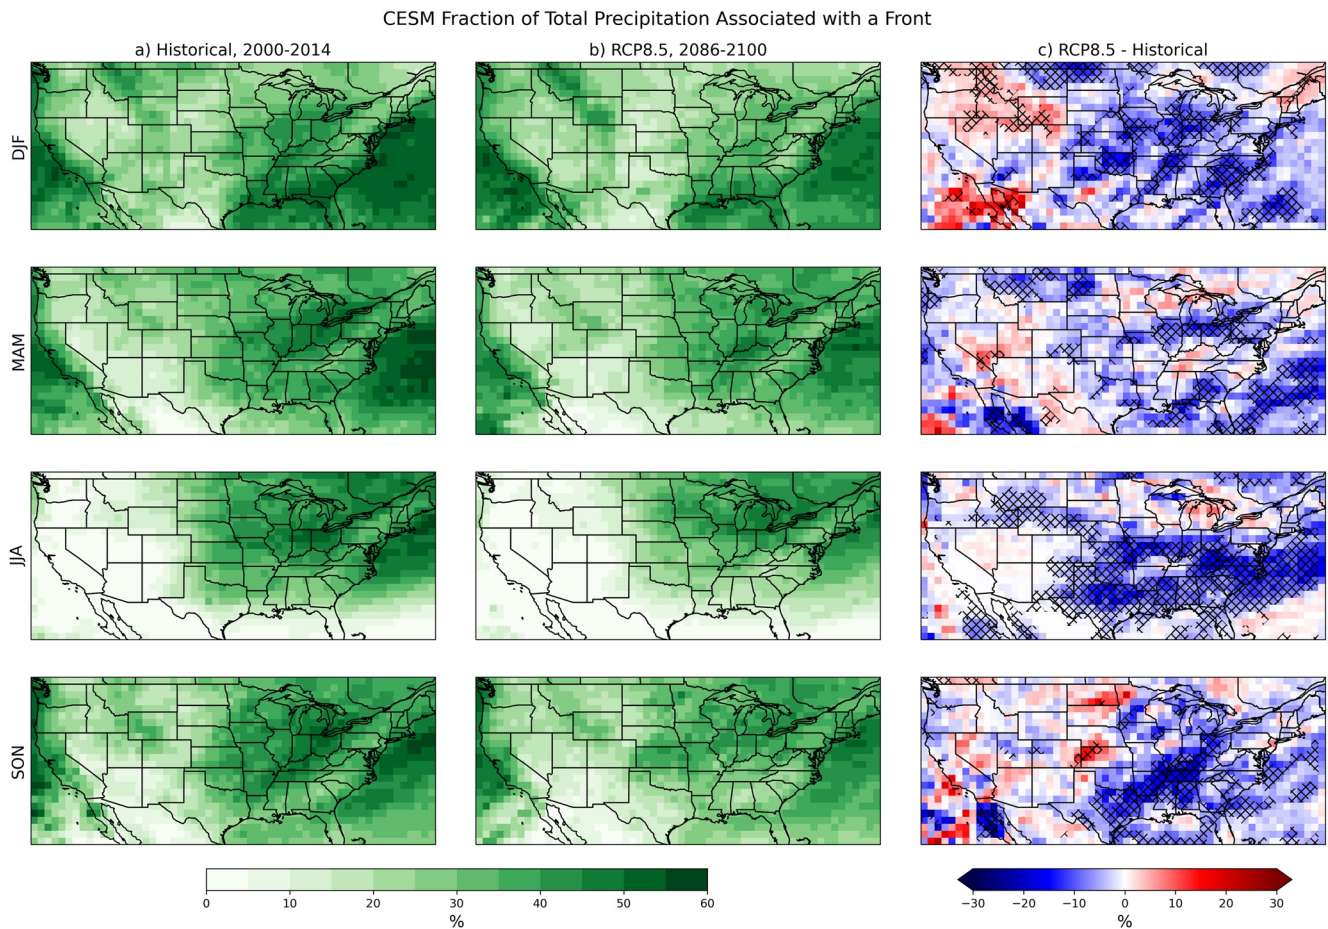 CESM Fraction of Total Precipitation Associated with a Front
a) Historical, 2000-2014
b) RCP8.5, 2086-2100
c) RCP8.5 - Historical
DJF
MAM
JJA
SON
0 10 20 30 40 50 60
%
−30 −20 −10 0 10 20 30
%